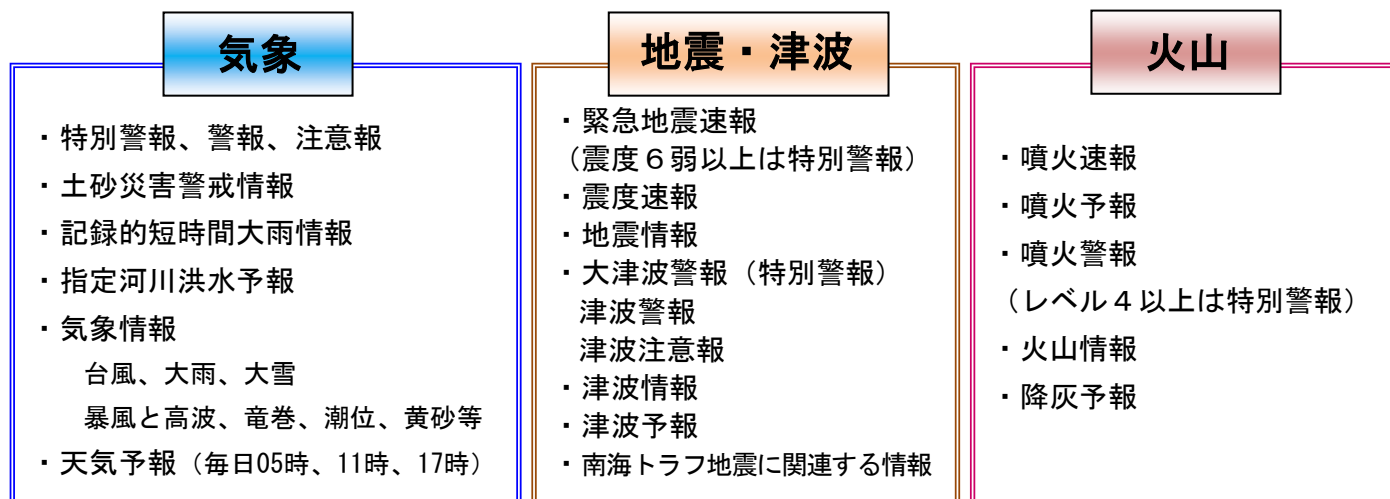 気象
・特別警報、警報、注意報
・土砂災害警戒情報
・記録的短時間大雨情報
・指定河川洪水予報
・気象情報
台風、大雨、大雪
暴風と高波、竜巻、潮位、黄砂等
・天気予報（毎日05時、11時、17時）
地震・津波
・緊急地震速報
（震度６弱以上は特別警報）
・震度速報
・地震情報
・大津波警報（特別警報）
津波警報
津波注意報
・津波情報
・津波予報
・南海トラフ地震に関連する情報
火山
・噴火速報
・噴火予報
・噴火警報
（レベル４以上は特別警報）
・火山情報
・降灰予報